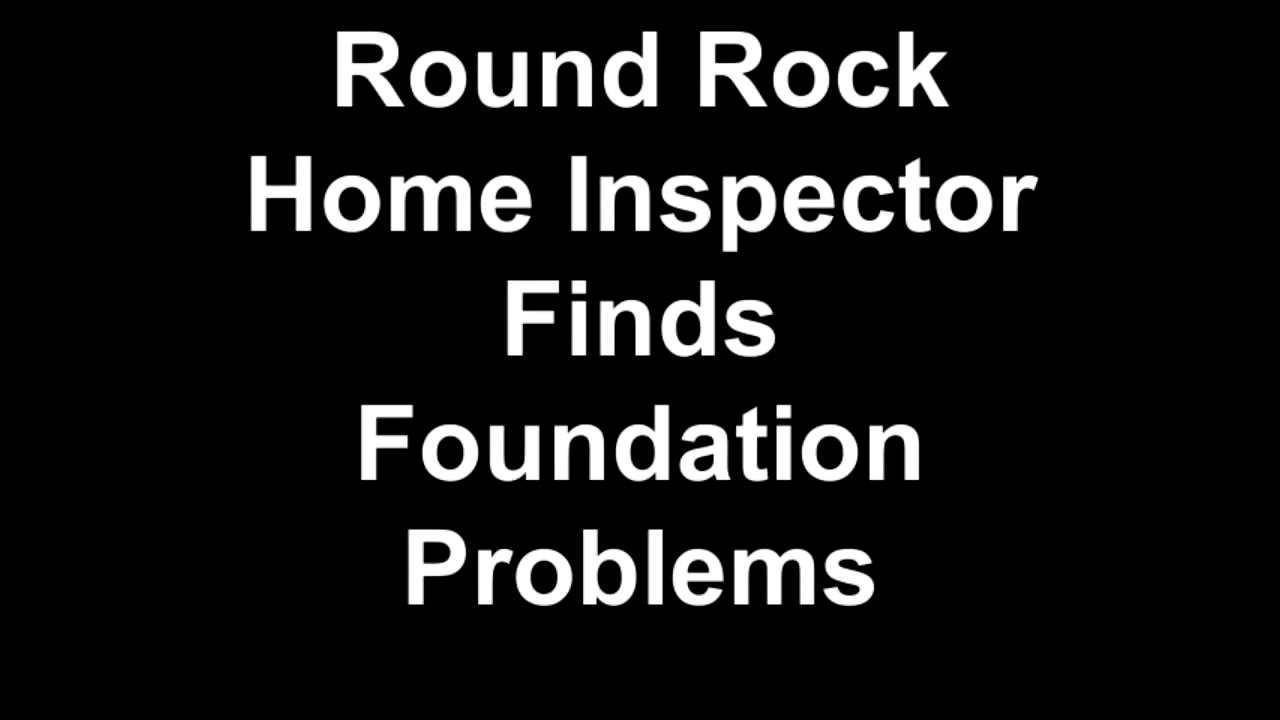 Round Rock
Home Inspector
Finds
Foundation
Problems